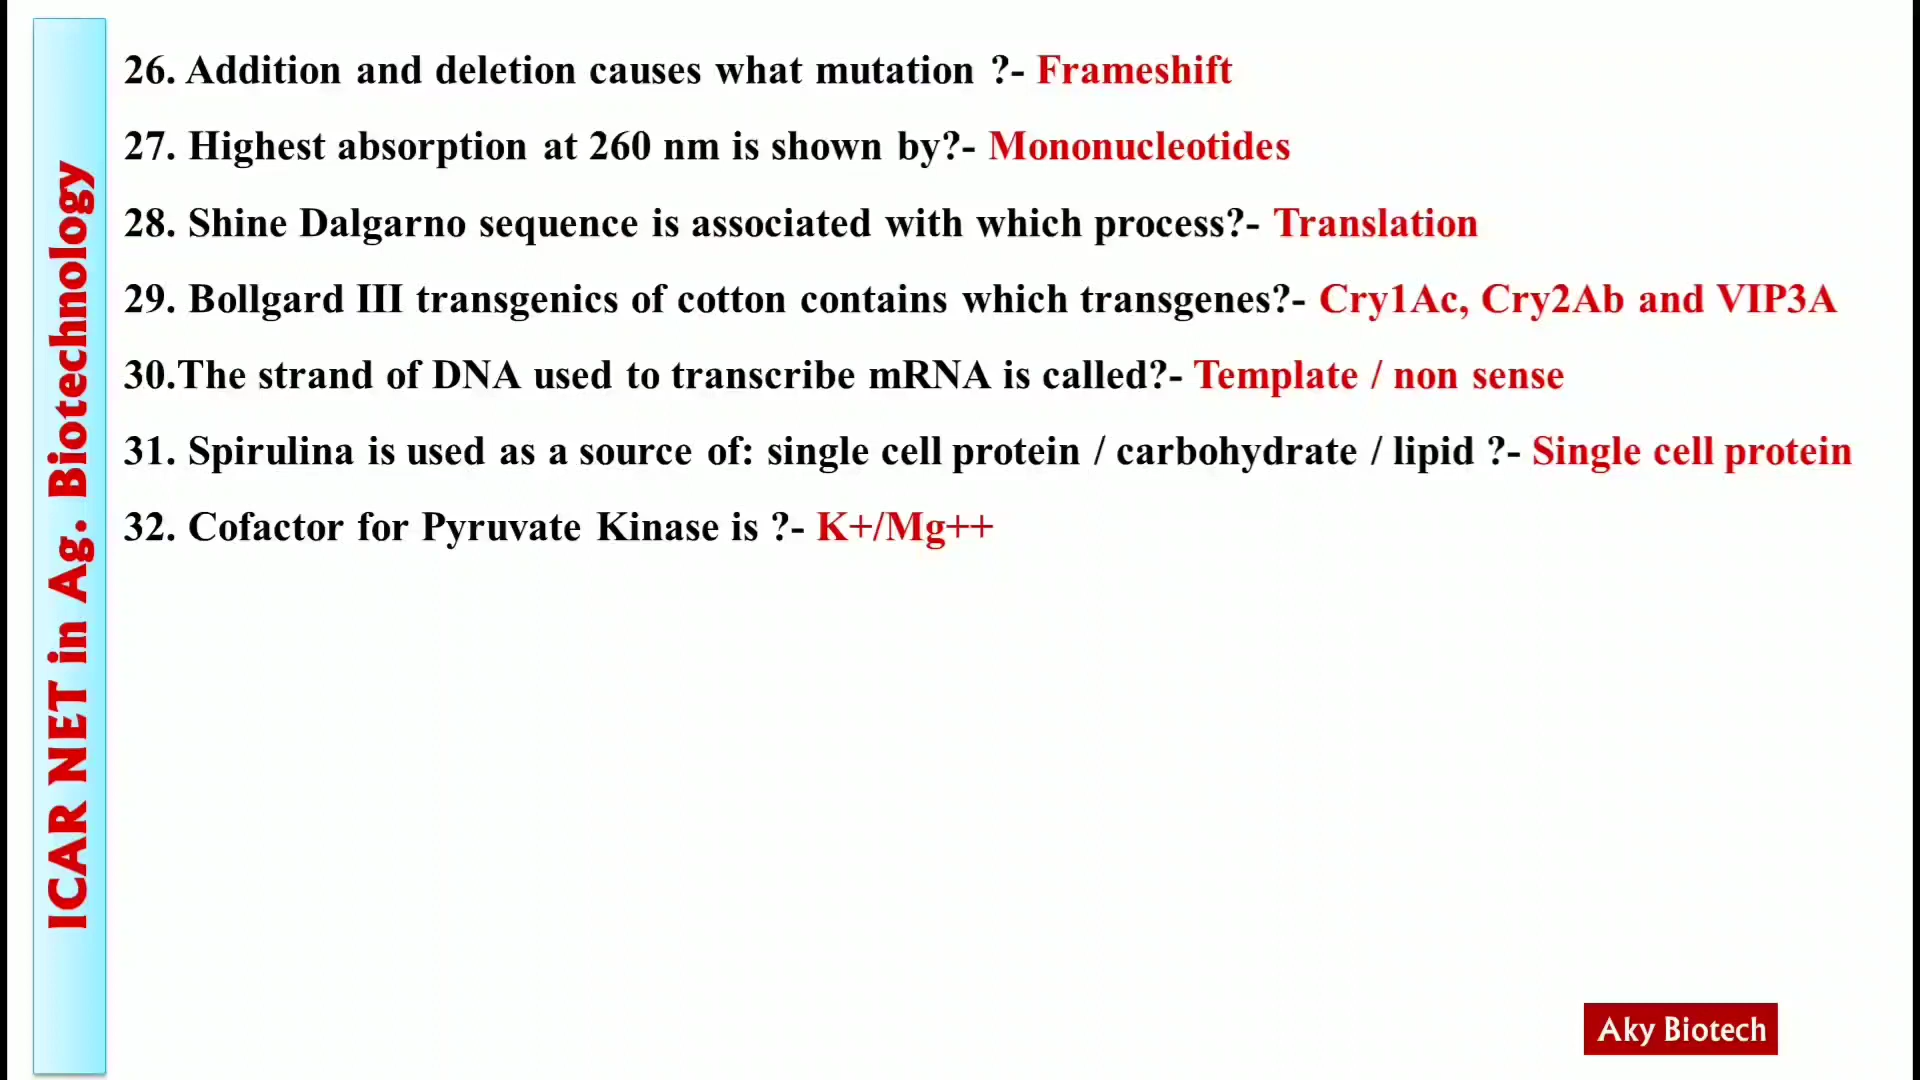 ICAR NET in Ag. Biotechnology
26. Addition and deletion causes what mutation ?- Frameshift
27. Highest absorption at 260 nm is shown by?- Mononucleotides
28. Shine Dalgarno sequence is associated with which process?- Translation
29. Bollgard III transgenics of cotton contains which transgenes?- Cry1Ac, Cry2Ab and VIP3A
30.The strand of DNA used to transcribe mRNA is called?- Template / non sense
31. Spirulina is used as a source of: single cell protein / carbohydrate / lipid ?- Single cell protein
32. Cofactor for Pyruvate Kinase is ?- K+/Mg++
Aky Biotech